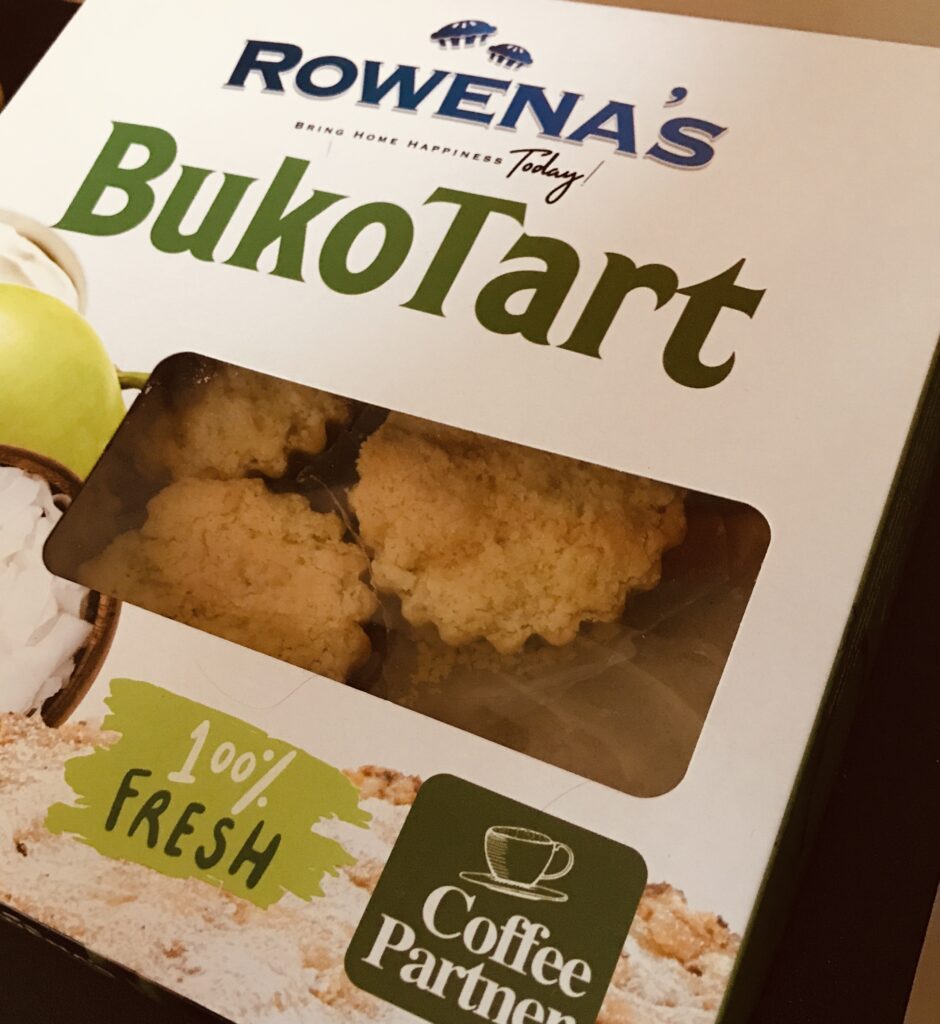 ROWENA'S
BRING HOME HAPPINESS Today!
BukoTart
100%
FRESH
Coffee
Partner